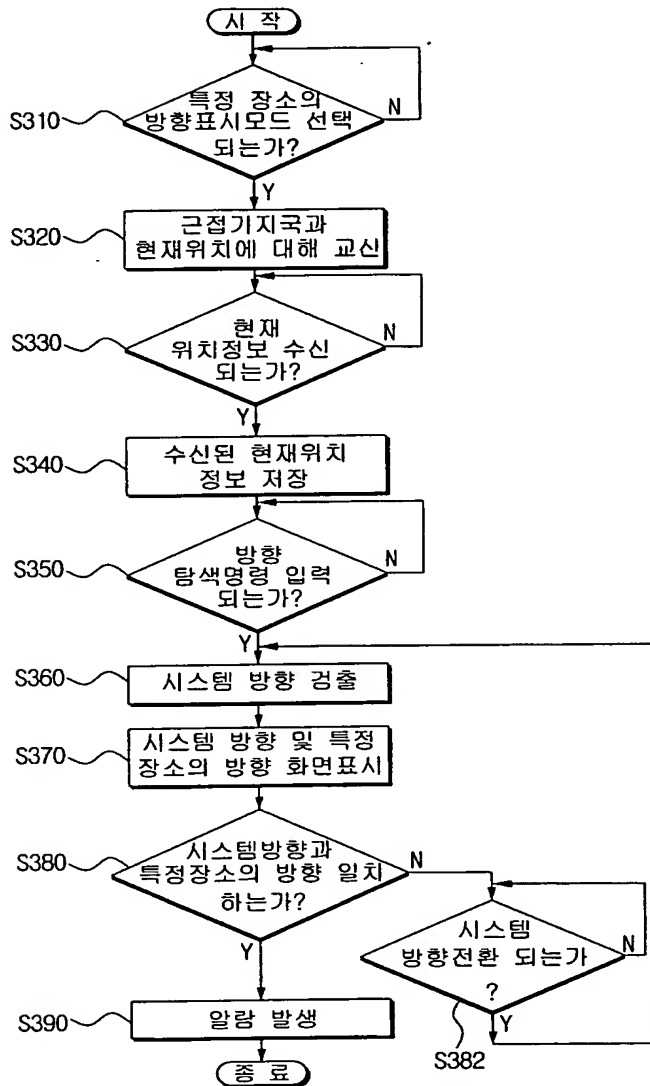 시 작
특정 장소의
방향표시모드 선택
되는가?
N
S310
Y
근접기지국과
현재위치에 대해 교신
S320
현재
위치정보 수신
되는가?
N
S330
Y
수신된 현재위치
정보 저장
S340
방향
탐색명령 입력
되는가?
N
S350
Y
시스템 방향 검출
S360
시스템 방향 및 특정
장소의 방향 화면표시
S370
시스템방향과
특정장소의 방향 일치
하는가?
N
S380
Y
시스템
방향전환 되는가
?
N
Y
S382
알람 발생
S390
종 료